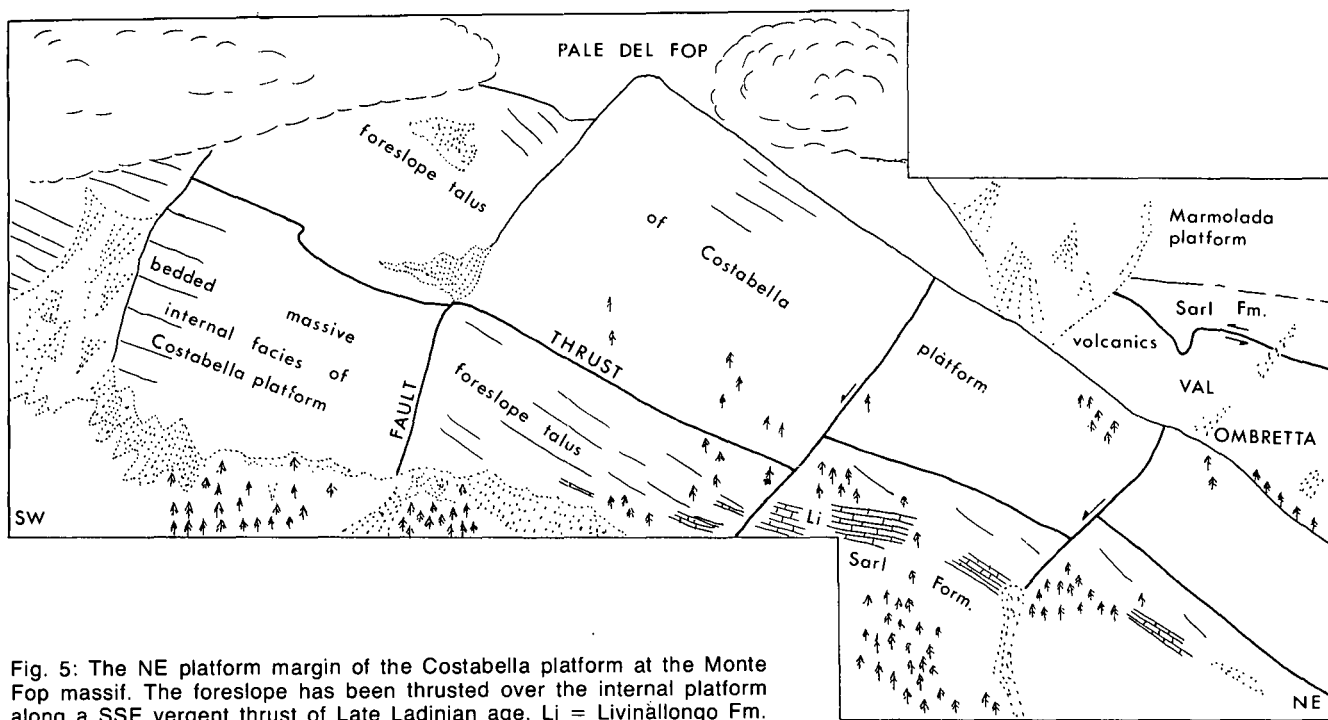 PALE DEL FOP
foreslope talus
of
Costabella
platform
Marmolada
platform
Sarl Fm.
volcanics
VAL
OMBRETTA
bedded massive
internal facies of
Costabella platform
FAULT
THRUST
foreslope talus
Li
Sarl Form.
SW
NE
Fig. 5: The NE platform margin of the Costabella platform at the Monte
Fop massif. The foreslope has been thrusted over the internal platform
along a SSE vergent thrust of Late Ladinian age. Li = Livinallongo Fm.